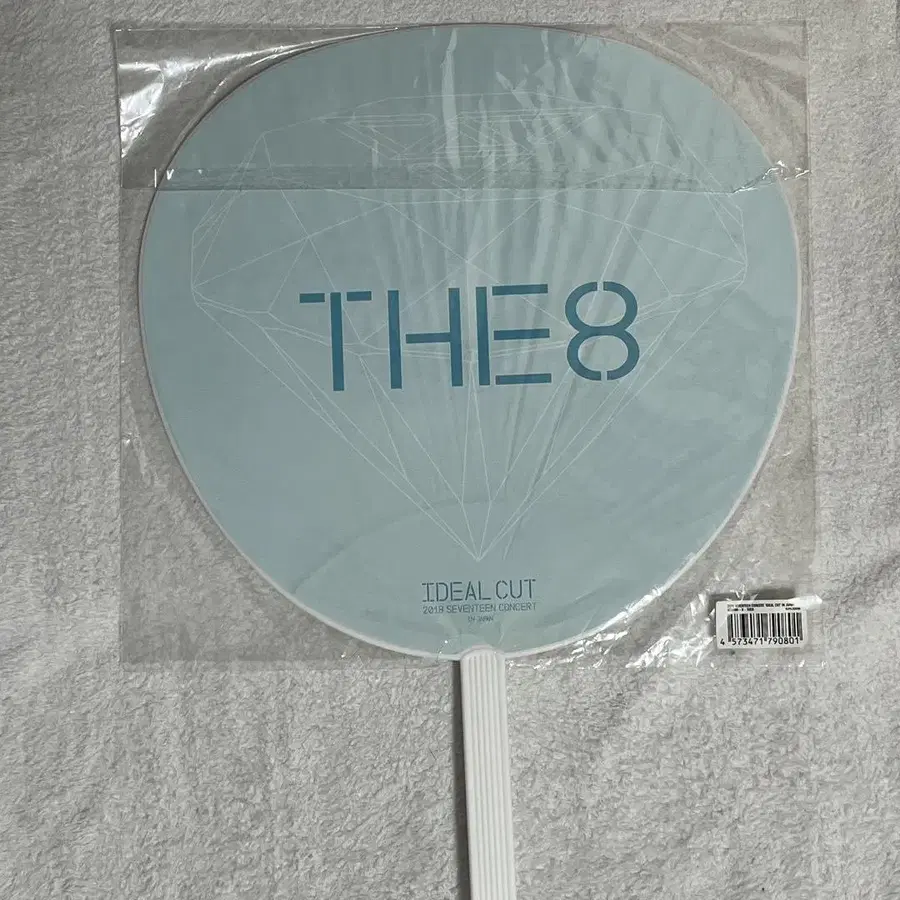 THE8
IDEAL CUT
2018 SEVENTEEN CONCERT
IN JAPAN
4 573471 790801